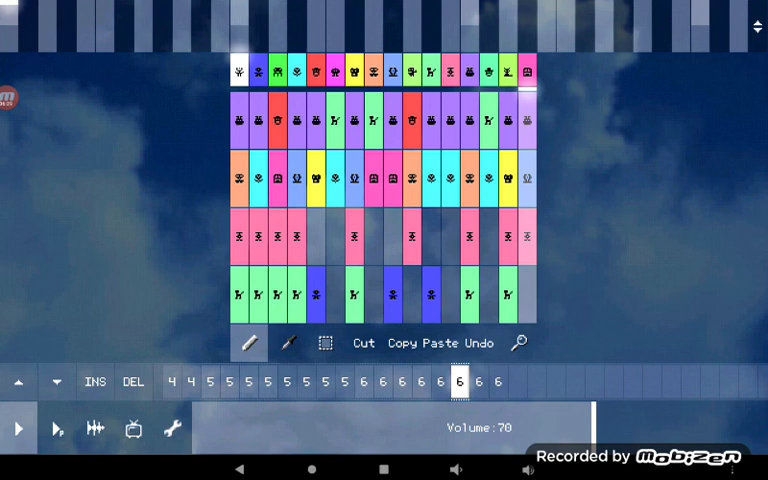 Cut Copy Paste Undo
INS DEL 4 4 5 5 5 5 5 5 5 5 6 6 6 6 6 6 6 6
Volume:70
Recorded by mobizen